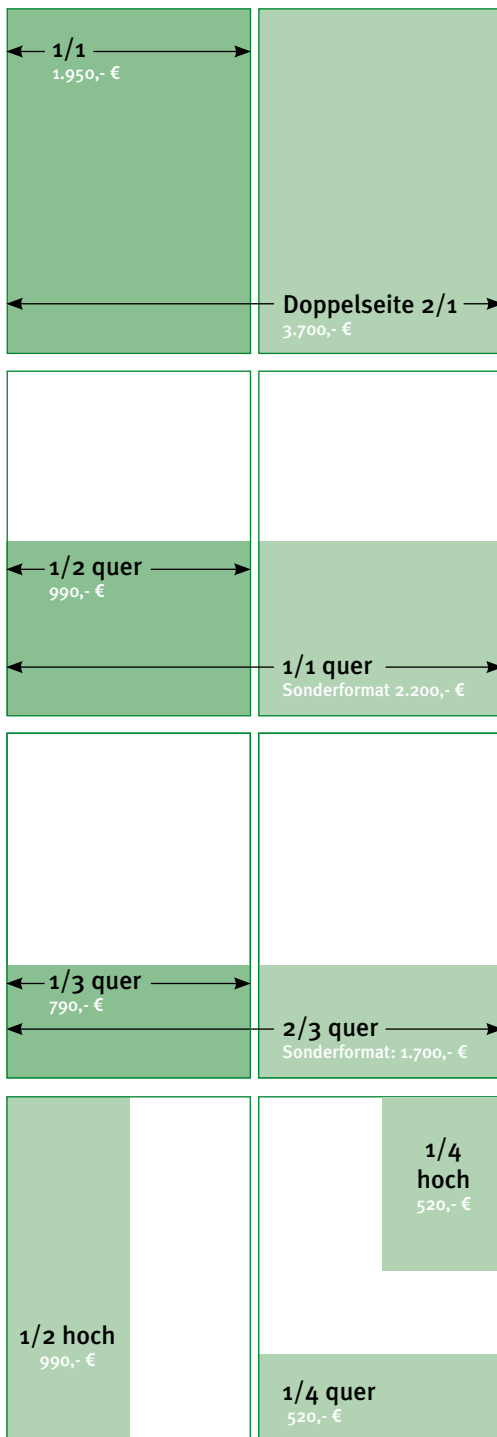 1/1
1.950,- €
Doppelseite 2/1
3.700,- €
1/2 quer
990,- €
1/1 quer
Sonderformat 2.200,- €
1/3 quer
790,- €
2/3 quer
Sonderformat: 1.700,- €
1/4
hoch
520,- €
1/2 hoch
990,- €
1/4 quer
520,- €